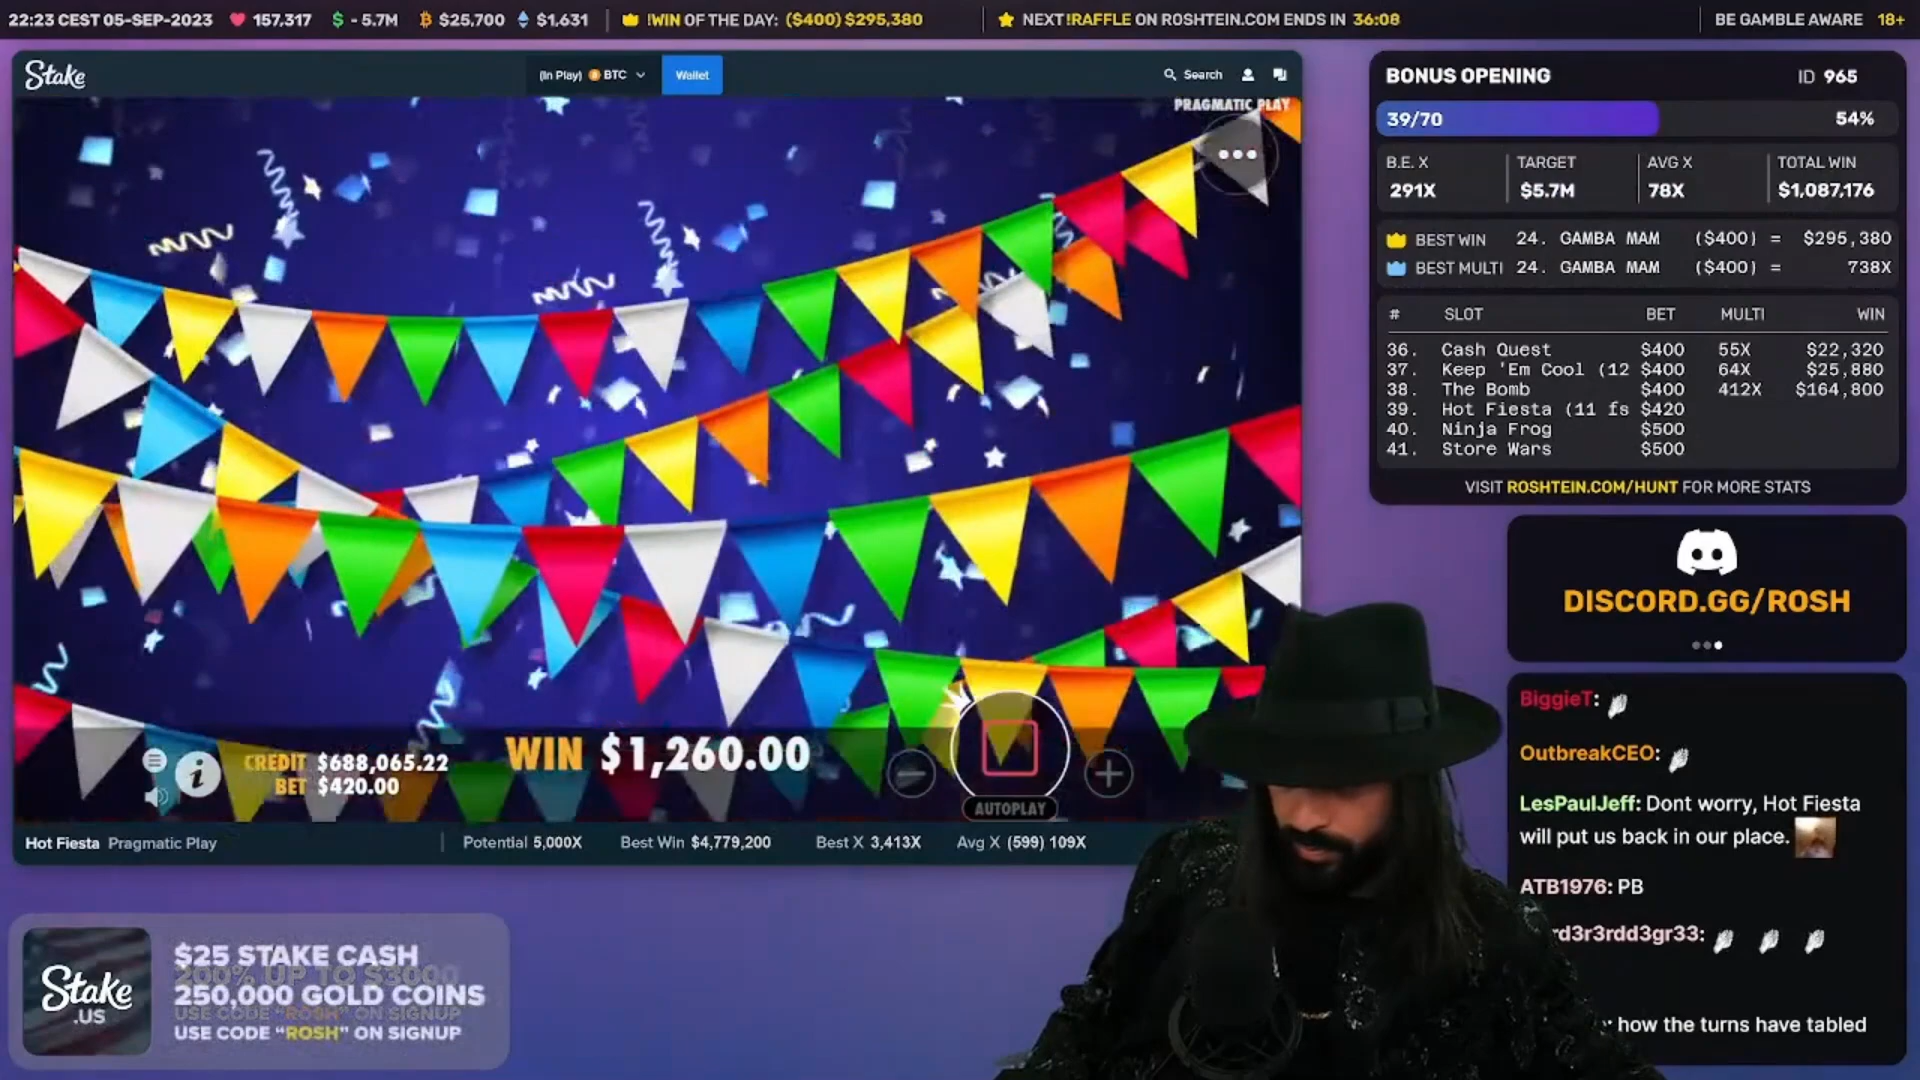 22:23 CEST 05-SEP-2023 157,317 $ - 5.7M $25,700 $1,631 !WIN OF THE DAY: ($400) $295,380 NEXT !RAFFLE ON ROSHTEIN.COM ENDS IN 36:08 BE GAMBLE AWARE 18+
Stake (In Play) BTC Wallet Search
PRAGMATIC PLAY
WIN $1,260.00
CREDIT $688,065.22
BET $420.00
AUTOPLAY
Hot Fiesta Pragmatic Play Potential 5,000X Best Win $4,779,200 Best X 3,413X Avg X (599) 109X
Stake
.US
$25 STAKE CASH
200% UP TO $3000
250,000 GOLD COINS
USE CODE "ROSH" ON SIGNUP
USE CODE "ROSH" ON SIGNUP
BONUS OPENING ID 965
39/70 54%
B.E. X TARGET AVG X TOTAL WIN
291X $5.7M 78X $1,087,176
BEST WIN 24. GAMBA MAM ($400) = $295,380
BEST MULTI 24. GAMBA MAM ($400) = 738X
# SLOT BET MULTI WIN
36. Cash Quest $400 55X $22,320
37. Keep 'Em Cool (12 $400 64X $25,880
38. The Bomb $400 412X $164,800
39. Hot Fiesta (11 fs $420
40. Ninja Frog $500
41. Store Wars $500
VISIT ROSHTEIN.COM/HUNT FOR MORE STATS
DISCORD.GG/ROSH
BiggieT:
OutbreakCEO:
LesPaulJeff: Dont worry, Hot Fiesta
will put us back in our place.
ATB1976: PB
rd3r3rdd3gr33:
: how the turns have tabled